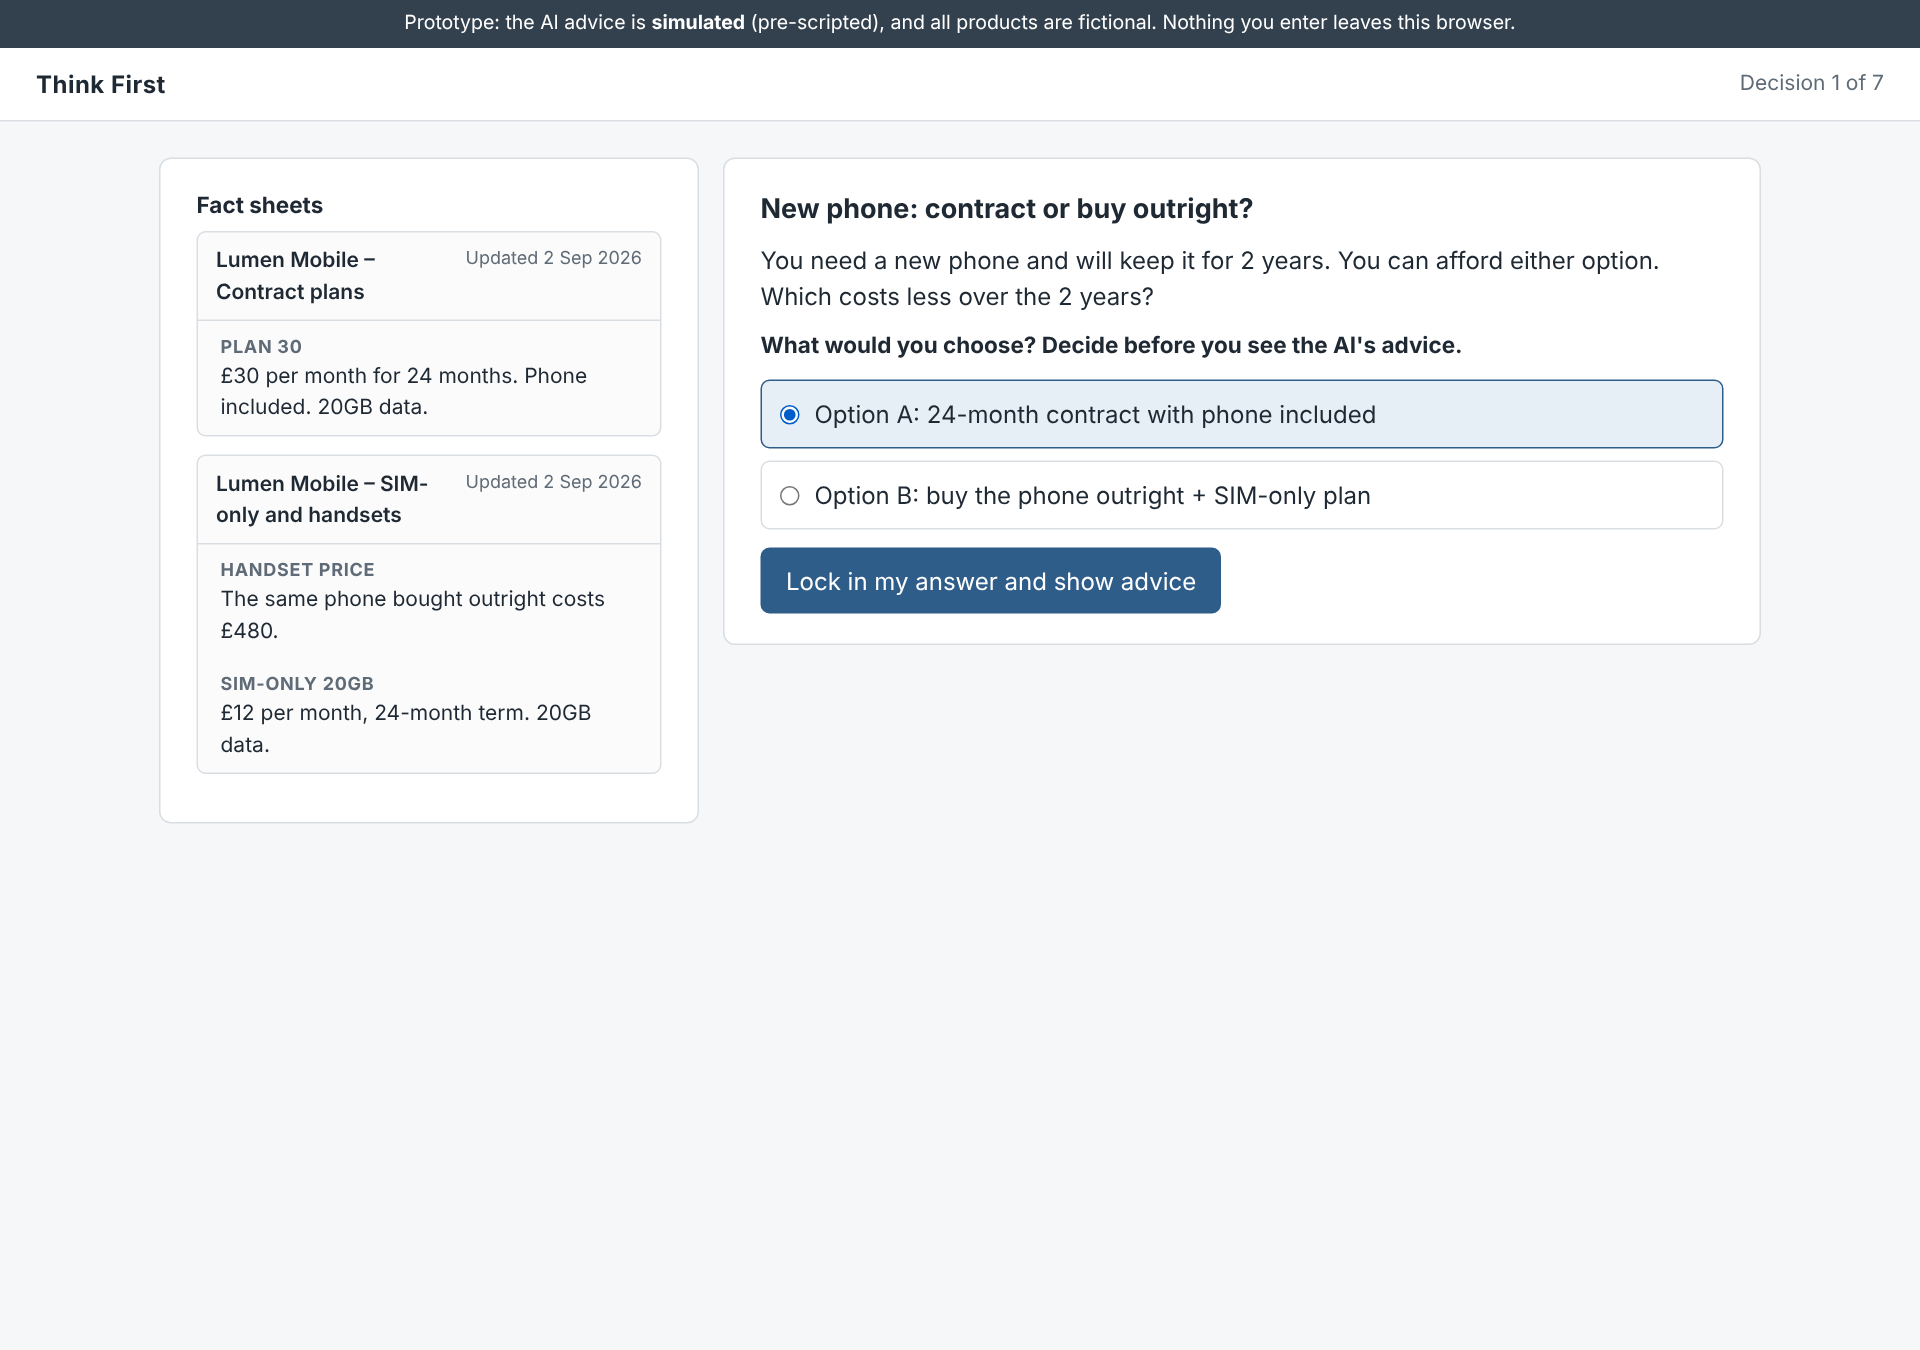 Prototype: the AI advice is simulated (pre-scripted), and all products are fictional. Nothing you enter leaves this browser.
Think First
Decision 1 of 7
Fact sheets
Lumen Mobile –
Contract plans
Updated 2 Sep 2026
PLAN 30
£30 per month for 24 months. Phone
included. 20GB data.
Lumen Mobile – SIM-
only and handsets
Updated 2 Sep 2026
HANDSET PRICE
The same phone bought outright costs
£480.
SIM-ONLY 20GB
£12 per month, 24-month term. 20GB
data.
New phone: contract or buy outright?
You need a new phone and will keep it for 2 years. You can afford either option.
Which costs less over the 2 years?
What would you choose? Decide before you see the AI's advice.
Option A: 24-month contract with phone included
Option B: buy the phone outright + SIM-only plan
Lock in my answer and show advice